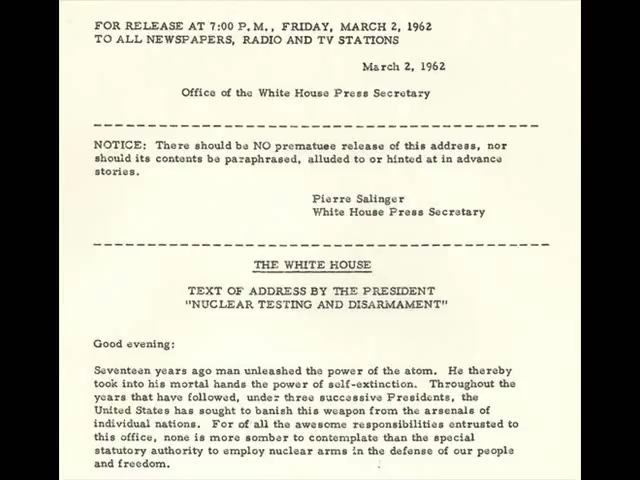 FOR RELEASE AT 7:00 P.M., FRIDAY, MARCH 2, 1962
TO ALL NEWSPAPERS, RADIO AND TV STATIONS
March 2, 1962
Office of the White House Press Secretary
NOTICE: There should be NO prematuee release of this address, nor
should its contents be paraphrased, alluded to or hinted at in advance
stories.
Pierre Salinger
White House Press Secretary
THE WHITE HOUSE
TEXT OF ADDRESS BY THE PRESIDENT
"NUCLEAR TESTING AND DISARMAMENT"
Good evening:
Seventeen years ago man unleashed the power of the atom. He thereby
took into his mortal hands the power of self-extinction. Throughout the
years that have followed, under three successive Presidents, the
United States has sought to banish this weapon from the arsenals of
individual nations. For of all the awesome responsibilities entrusted to
this office, none is more somber to contemplate than the special
statutory authority to employ nuclear arms in the defense of our people
and freedom.